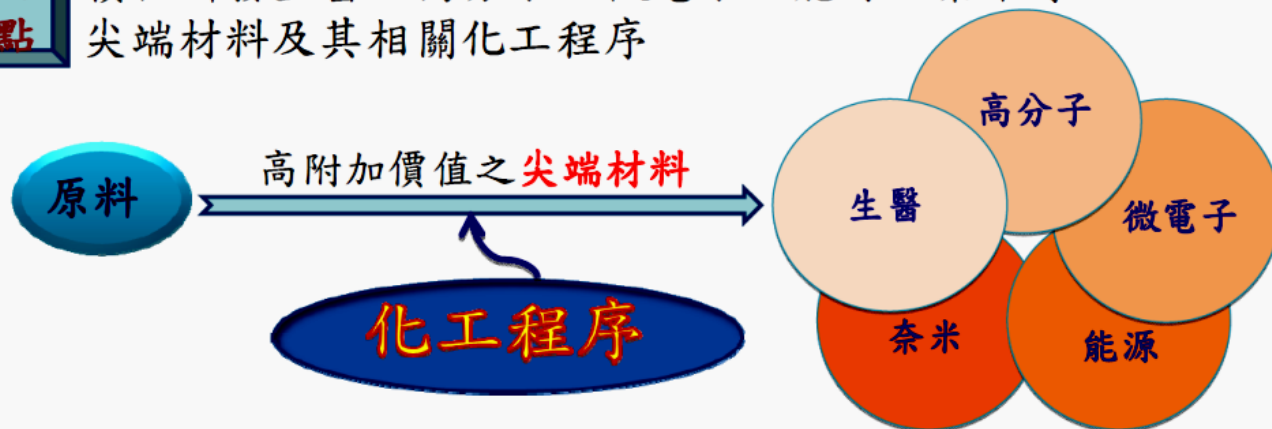 點
尖端材料及其相關化工程序
原料
高附加價值之尖端材料
化工程序
高分子
生醫
微電子
奈米
能源